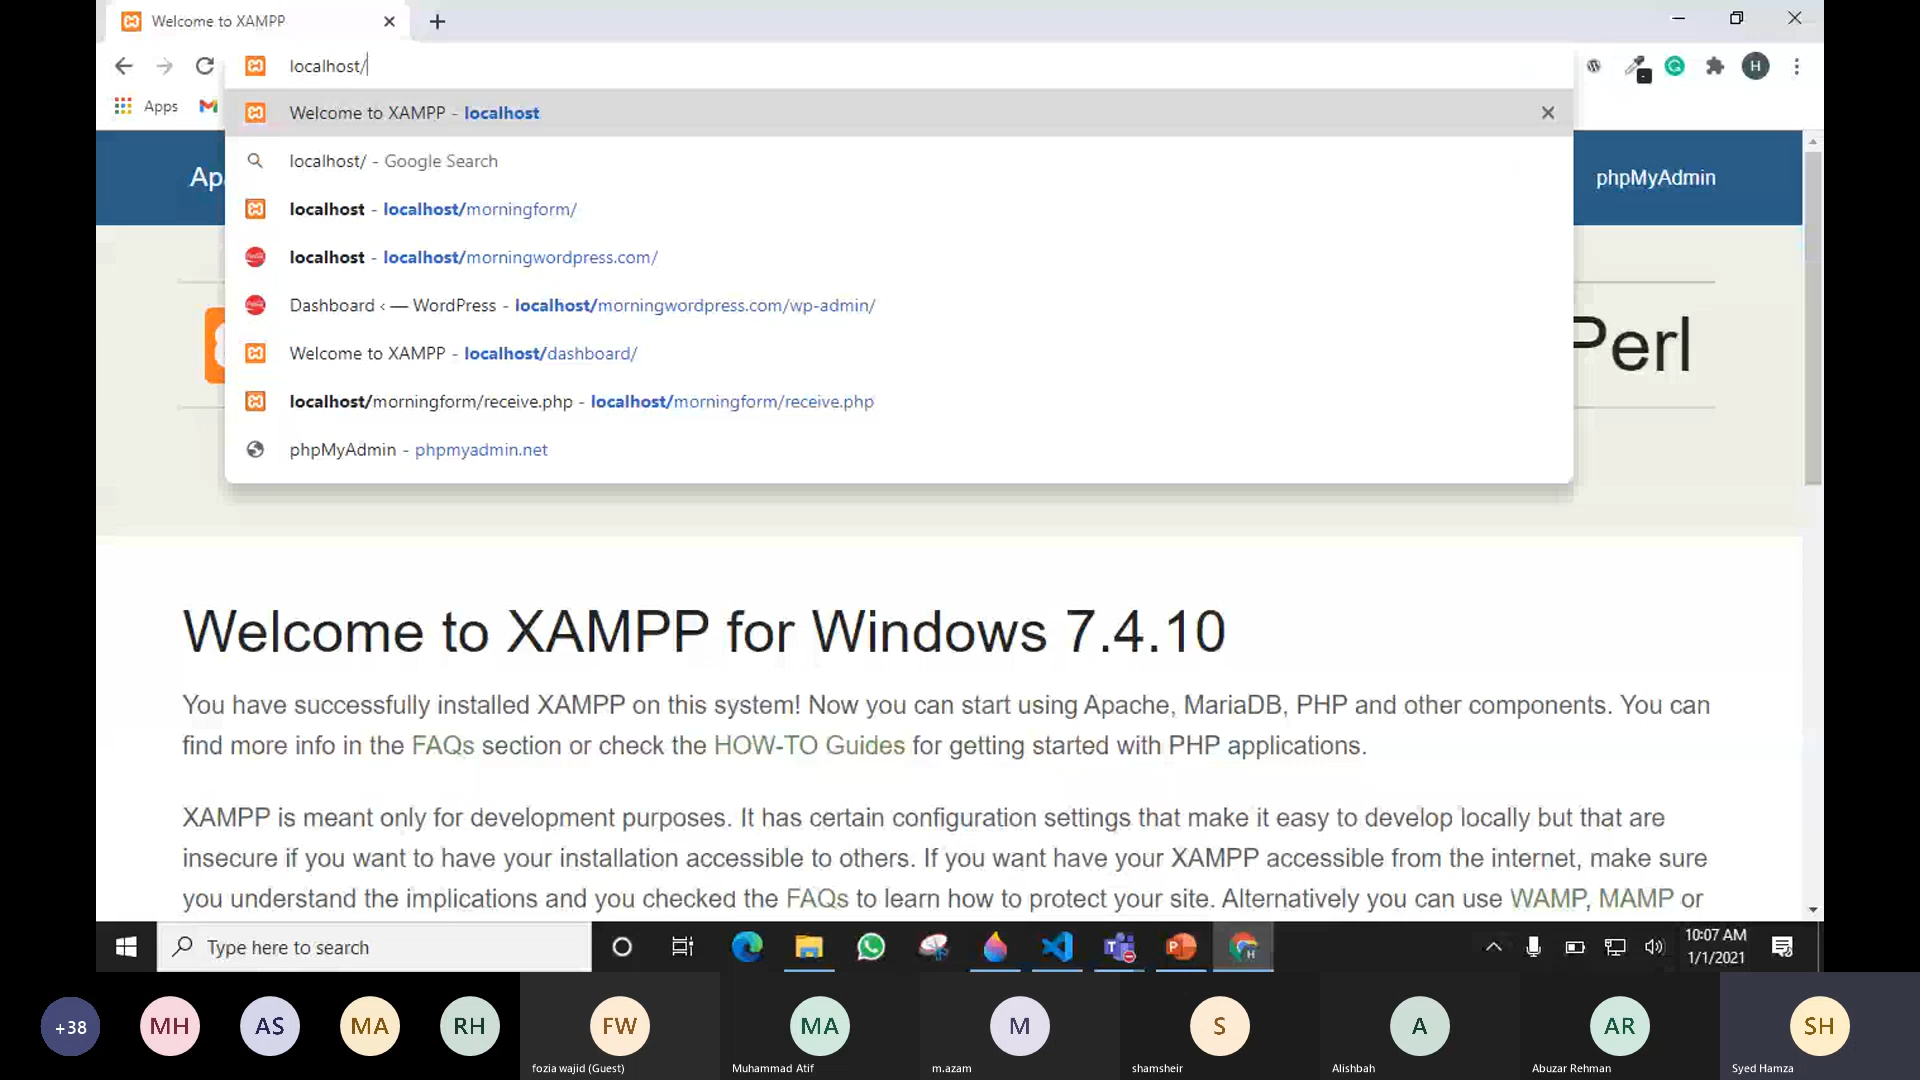 Welcome to XAMPP
localhost/
H
Apps
Welcome to XAMPP - localhost
localhost/ - Google Search
localhost - localhost/morningform/
localhost - localhost/morningwordpress.com/
Dashboard ‹ — WordPress - localhost/morningwordpress.com/wp-admin/
Welcome to XAMPP - localhost/dashboard/
localhost/morningform/receive.php - localhost/morningform/receive.php
phpMyAdmin - phpmyadmin.net
Ap
phpMyAdmin
Perl
Welcome to XAMPP for Windows 7.4.10
You have successfully installed XAMPP on this system! Now you can start using Apache, MariaDB, PHP and other components. You can
find more info in the FAQs section or check the HOW-TO Guides for getting started with PHP applications.
XAMPP is meant only for development purposes. It has certain configuration settings that make it easy to develop locally but that are
insecure if you want to have your installation accessible to others. If you want have your XAMPP accessible from the internet, make sure
you understand the implications and you checked the FAQs to learn how to protect your site. Alternatively you can use WAMP, MAMP or
Type here to search
10:07 AM
1/1/2021
+38
MH
AS
MA
RH
FW
MA
M
S
A
AR
SH
fozia wajid (Guest)
Muhammad Atif
m.azam
shamsheir
Alishbah
Abuzar Rehman
Syed Hamza